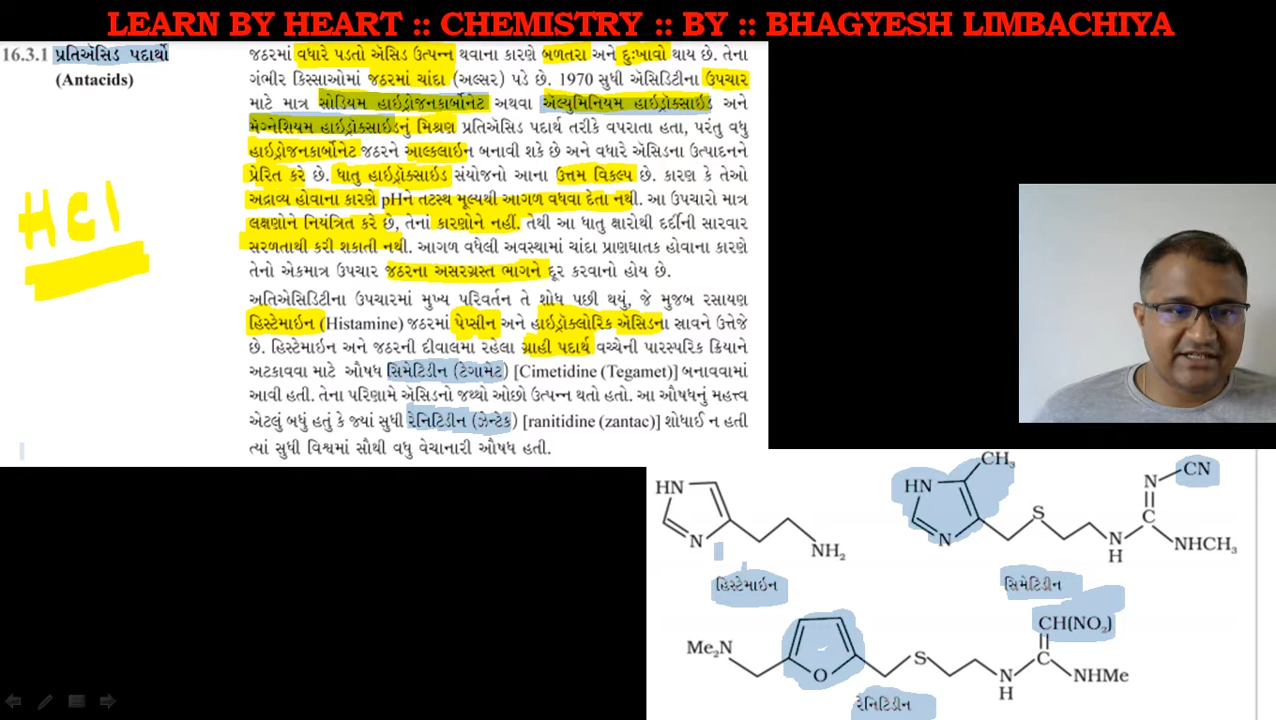 LEARN BY HEART :: CHEMISTRY :: BY :: BHAGYESH LIMBACHIYA
16.3.1 પ્રતિઍસિડ પદાર્થો
(Antacids)
જઠરમાં વધારે પડતો ઍસિડ ઉત્પન્ન થવાના કારણે બળતરા અને દુઃખાવો થાય છે. તેના
ગંભીર કિસ્સાઓમાં જઠરમાં ચાંદા (અલ્સર) પડે છે. 1970 સુધી ઍસિડિટીના ઉપચાર
માટે માત્ર સોડિયમ હાઇડ્રોજનકાર્બોનેટ અથવા ઍલ્યુમિનિયમ હાઇડ્રૉક્સાઇડ અને
મૅગ્નેશિયમ હાઇડ્રૉક્સાઇડનું મિશ્રણ પ્રતિઍસિડ પદાર્થ તરીકે વપરાતા હતા, પરંતુ વધુ
હાઇડ્રોજનકાર્બોનેટ જઠરને આલ્કલાઇન બનાવી શકે છે અને વધારે ઍસિડના ઉત્પાદનને
પ્રેરિત કરે છે. ધાતુ હાઇડ્રૉક્સાઇડ સંયોજનો આના ઉત્તમ વિકલ્પ છે. કારણ કે તેઓ
અદ્રાવ્ય હોવાના કારણે pHને તટસ્થ મૂલ્યથી આગળ વધવા દેતા નથી. આ ઉપચારો માત્ર
લક્ષણોને નિયંત્રિત કરે છે, તેનાં કારણોને નહીં. તેથી આ ધાતુ ક્ષારોથી દર્દીની સારવાર
સરળતાથી કરી શકાતી નથી. આગળ વધેલી અવસ્થામાં ચાંદા પ્રાણઘાતક હોવાના કારણે
તેનો એકમાત્ર ઉપચાર જઠરના અસરગ્રસ્ત ભાગને દૂર કરવાનો હોય છે.
HCl
અતિએસિડિટીના ઉપચારમાં મુખ્ય પરિવર્તન તે શોધ પછી થયું, જે મુજબ રસાયણ
હિસ્ટેમાઇન (Histamine) જઠરમાં પેપ્સીન અને હાઇડ્રૉક્લોરિક ઍસિડના સ્રાવને ઉત્તેજે
છે. હિસ્ટેમાઇન અને જઠરની દીવાલમા રહેલા ગ્રાહી પદાર્થ વચ્ચેની પારસ્પરિક ક્રિયાને
અટકાવવા માટે ઔષધ સિમેટિડીન (ટેગામેટ) [Cimetidine (Tegamet)] બનાવવામાં
આવી હતી. તેના પરિણામે ઍસિડનો જથ્થો ઓછો ઉત્પન્ન થતો હતો. આ ઔષધનું મહત્ત્વ
એટલું બધું હતું કે જ્યાં સુધી રેનિટિડીન (ઝેન્ટેક) [ranitidine (zantac)] શોધાઈ ન હતી
ત્યાં સુધી વિશ્વમાં સૌથી વધુ વેચાનારી ઔષધ હતી.
HN
N
NH₂
હિસ્ટેમાઇન
CH₃
HN
N
S
N
H
N
CN
C
NHCH₃
સિમેટિડીન
Me₂N
O
S
N
H
CH(NO₂)
C
NHMe
રેનિટિડીન